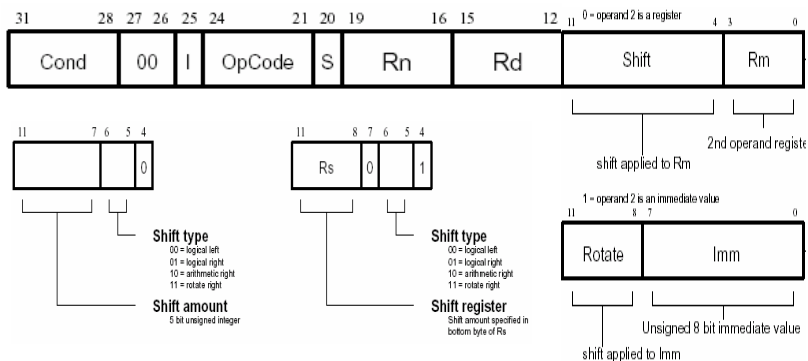 31 28 27 26 25 24 21 20 19 16 15 12 11 0 = operand 2 is a register 4 3 0
Cond 00 I OpCode S Rn Rd Shift Rm
shift applied to Rm
2nd operand register
11 7 6 5 4
0
Shift type
00 = logical left
01 = logical right
10 = arithmetic right
11 = rotate right
Shift amount
5 bit unsigned integer
11 8 7 6 5 4
Rs 0 1
Shift type
00 = logical left
01 = logical right
10 = arithmetic right
11 = rotate right
Shift register
Shift amount specified in
bottom byte of Rs
1 = operand 2 is an immediate value
11 8 7 0
Rotate Imm
Unsigned 8 bit immediate value
shift applied to Imm